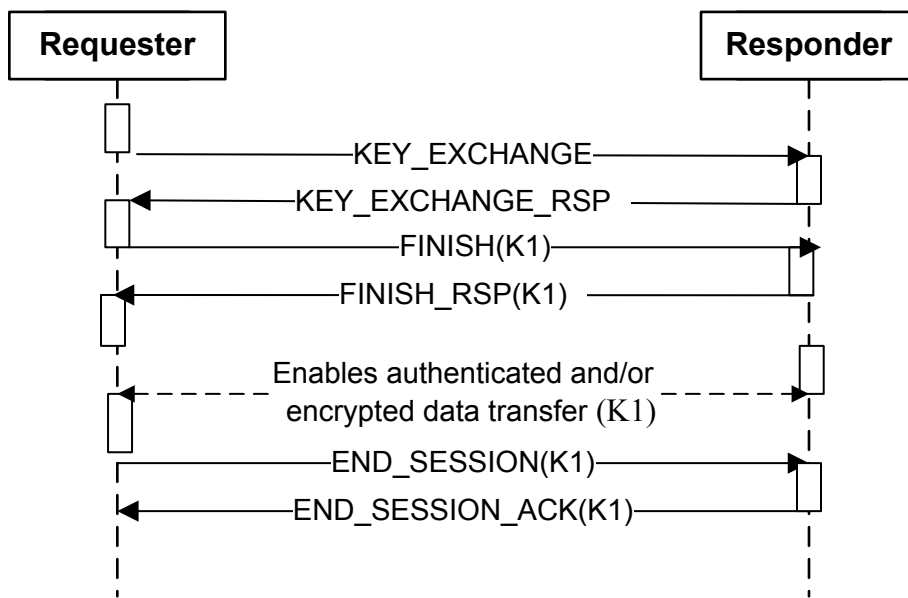 Requester
Responder
KEY_EXCHANGE
KEY_EXCHANGE_RSP
FINISH(K1)
FINISH_RSP(K1)
Enables authenticated and/or
encrypted data transfer (K1)
END_SESSION(K1)
END_SESSION_ACK(K1)